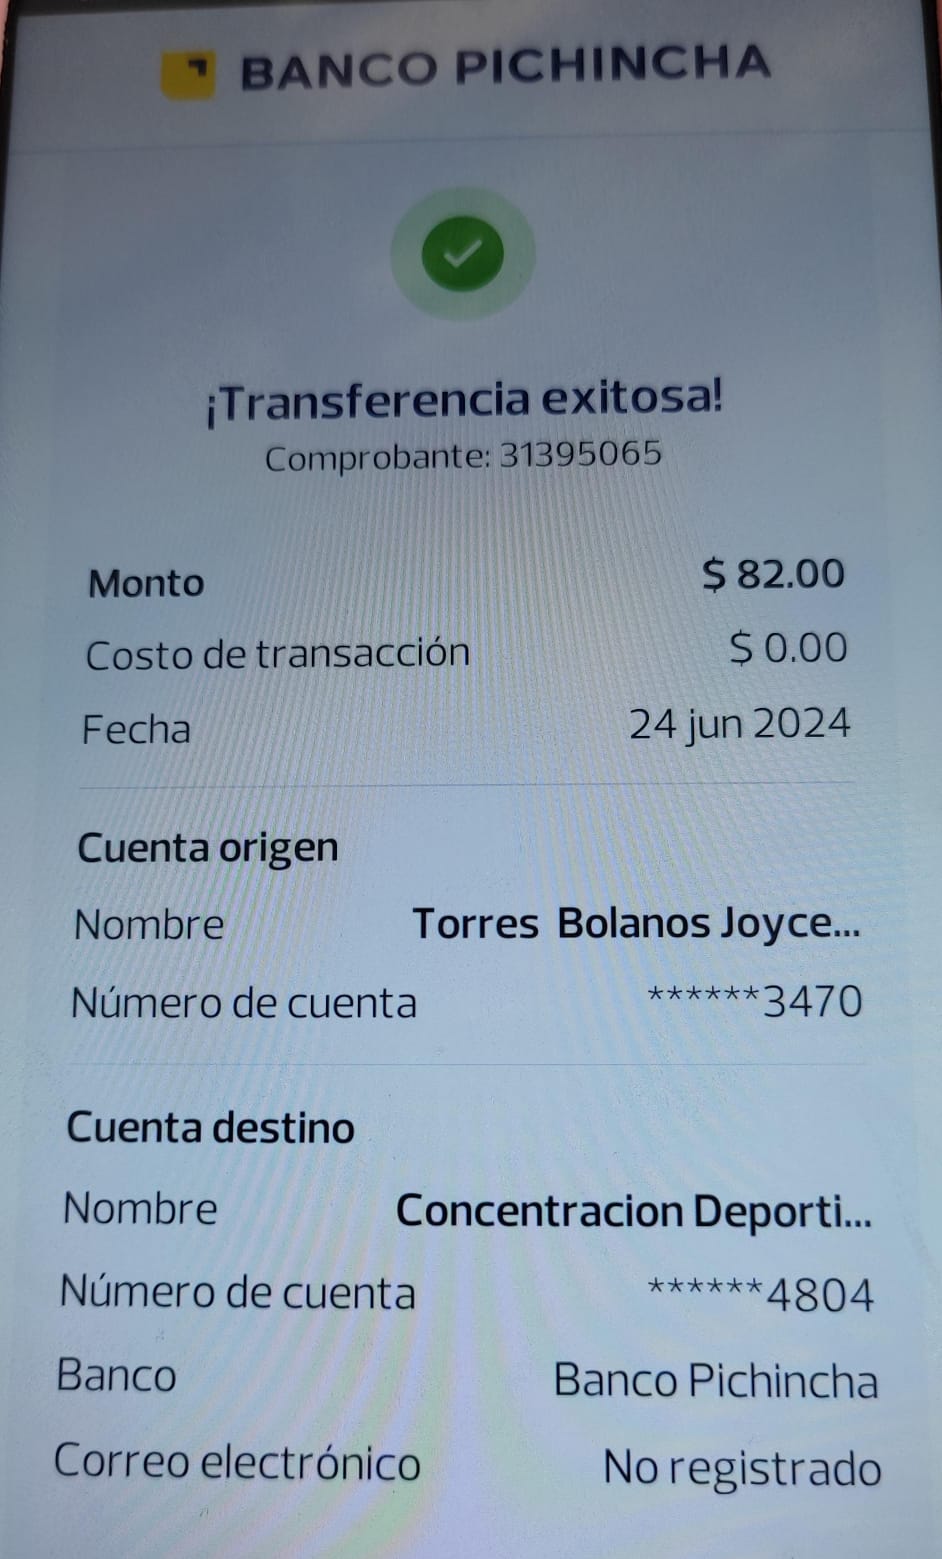 BANCO PICHINCHA
¡Transferencia exitosa!
Comprobante: 31395065
Monto $ 82.00
Costo de transacción $ 0.00
Fecha 24 jun 2024
Cuenta origen
Nombre Torres Bolanos Joyce...
Número de cuenta ******3470
Cuenta destino
Nombre Concentracion Deporti...
Número de cuenta ******4804
Banco Banco Pichincha
Correo electrónico No registrado